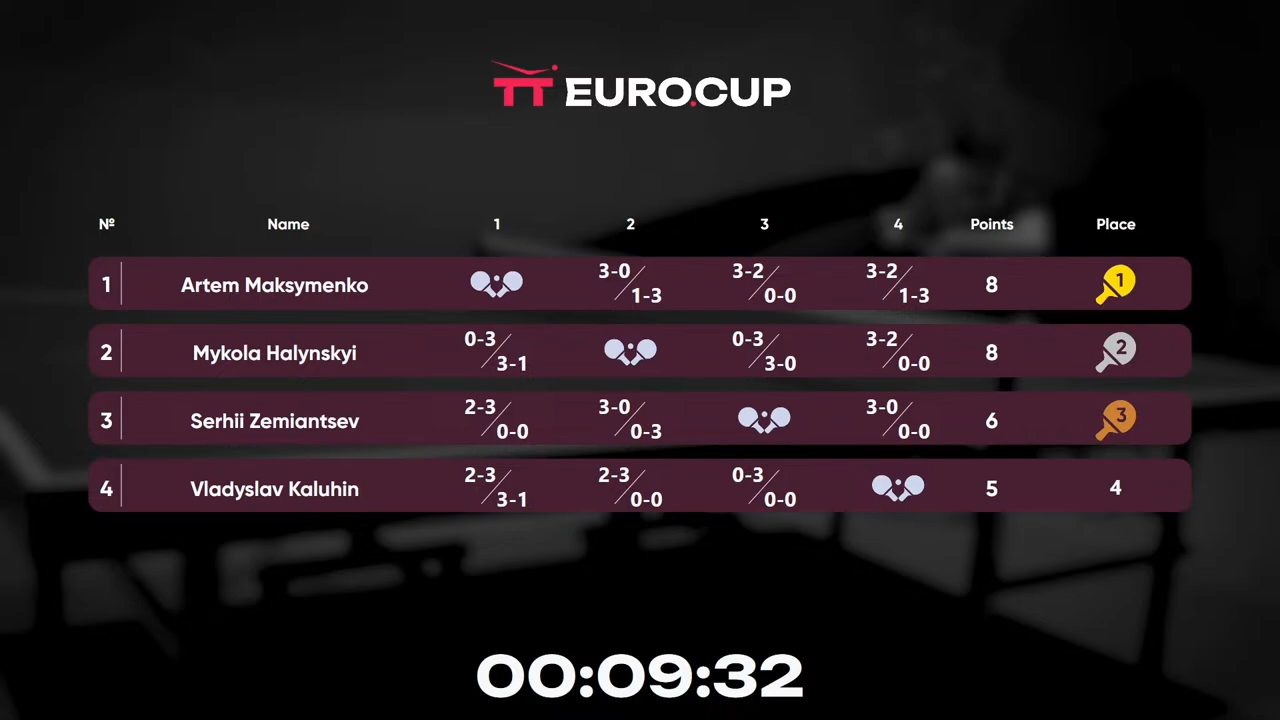 TT EURO.CUP
№ Name 1 2 3 4 Points Place
1 Artem Maksymenko 3-0/1-3 3-2/0-0 3-2/1-3 8 1
2 Mykola Halynskyi 0-3/3-1 0-3/3-0 3-2/0-0 8 2
3 Serhii Zemiantsev 2-3/0-0 3-0/0-3 3-0/0-0 6 3
4 Vladyslav Kaluhin 2-3/3-1 2-3/0-0 0-3/0-0 5 4
00:09:32